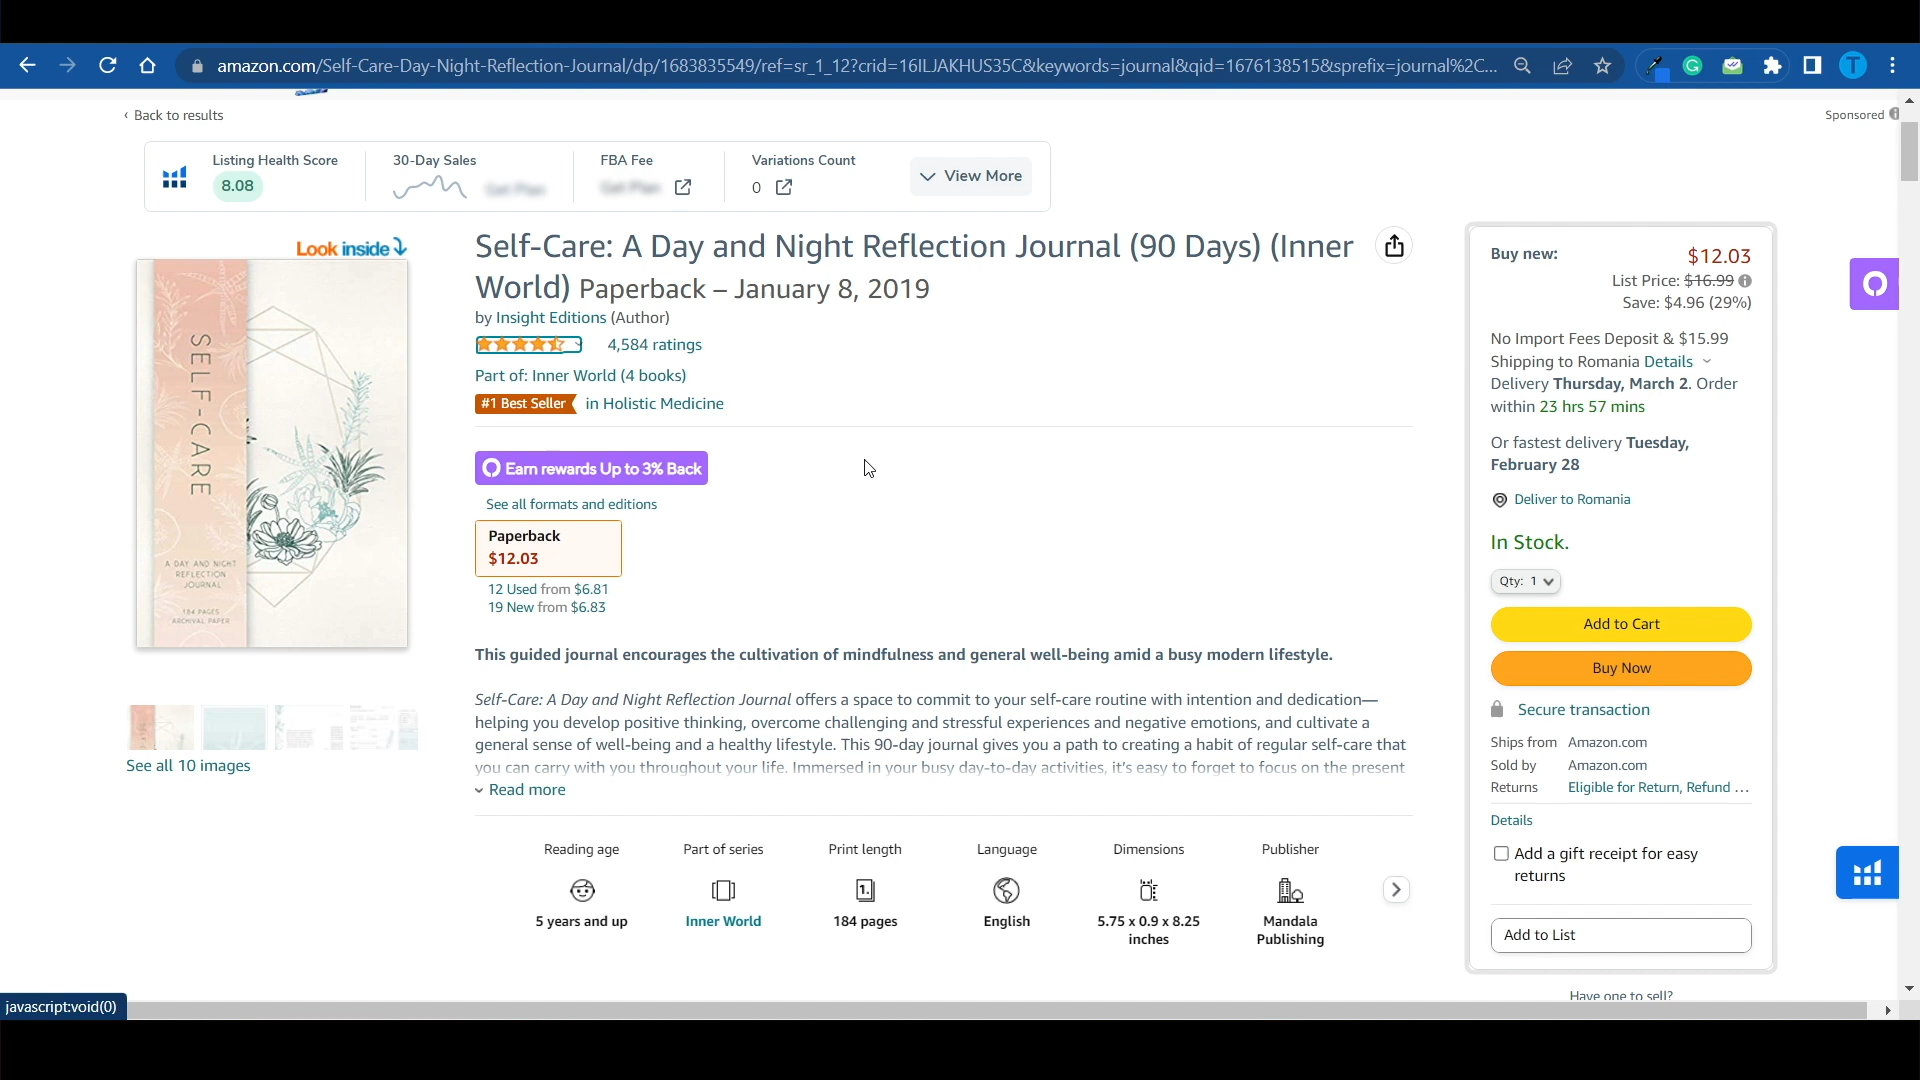 amazon.com/Self-Care-Day-Night-Reflection-Journal/dp/1683835549/ref=sr_1_12?crid=16ILJAKHUS35C&keywords=journal&qid=1676138515&sprefix=journal%2C...
T
‹ Back to results
Sponsored
Listing Health Score
8.08
30-Day Sales
FBA Fee
Variations Count
0
View More
Look inside
SELF-CARE
A DAY AND NIGHT
REFLECTION
JOURNAL
184 PAGES
ARCHIVAL PAPER
See all 10 images
Self-Care: A Day and Night Reflection Journal (90 Days) (Inner
World) Paperback – January 8, 2019
by Insight Editions (Author)
4,584 ratings
Part of: Inner World (4 books)
#1 Best Seller in Holistic Medicine
Earn rewards Up to 3% Back
See all formats and editions
Paperback
$12.03
12 Used from $6.81
19 New from $6.83
This guided journal encourages the cultivation of mindfulness and general well-being amid a busy modern lifestyle.
Self-Care: A Day and Night Reflection Journal offers a space to commit to your self-care routine with intention and dedication—
helping you develop positive thinking, overcome challenging and stressful experiences and negative emotions, and cultivate a
general sense of well-being and a healthy lifestyle. This 90-day journal gives you a path to creating a habit of regular self-care that
you can carry with you throughout your life. Immersed in your busy day-to-day activities, it's easy to forget to focus on the present
Read more
Reading age
5 years and up
Part of series
Inner World
Print length
1.
184 pages
Language
English
Dimensions
5.75 x 0.9 x 8.25
inches
Publisher
Mandala
Publishing
Buy new:
$12.03
List Price: $16.99
Save: $4.96 (29%)
No Import Fees Deposit & $15.99
Shipping to Romania Details
Delivery Thursday, March 2. Order
within 23 hrs 57 mins
Or fastest delivery Tuesday,
February 28
Deliver to Romania
In Stock.
Qty: 1
Add to Cart
Buy Now
Secure transaction
Ships from Amazon.com
Sold by Amazon.com
Returns Eligible for Return, Refund ...
Details
Add a gift receipt for easy
returns
Add to List
Have one to sell?
javascript:void(0)